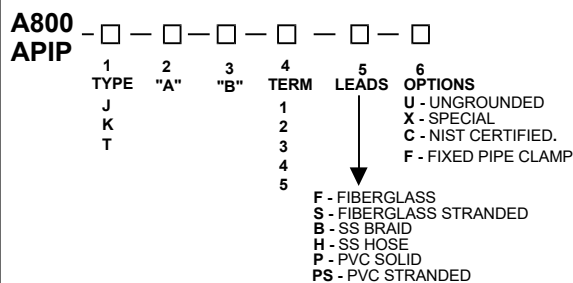 A800
APIP
1 2 3 4 5 6
TYPE "A" "B" TERM LEADS OPTIONS
J
K
T
1
2
3
4
5
U - UNGROUNDED
X - SPECIAL
C - NIST CERTIFIED.
F - FIXED PIPE CLAMP
F - FIBERGLASS
S - FIBERGLASS STRANDED
B - SS BRAID
H - SS HOSE
P - PVC SOLID
PS - PVC STRANDED